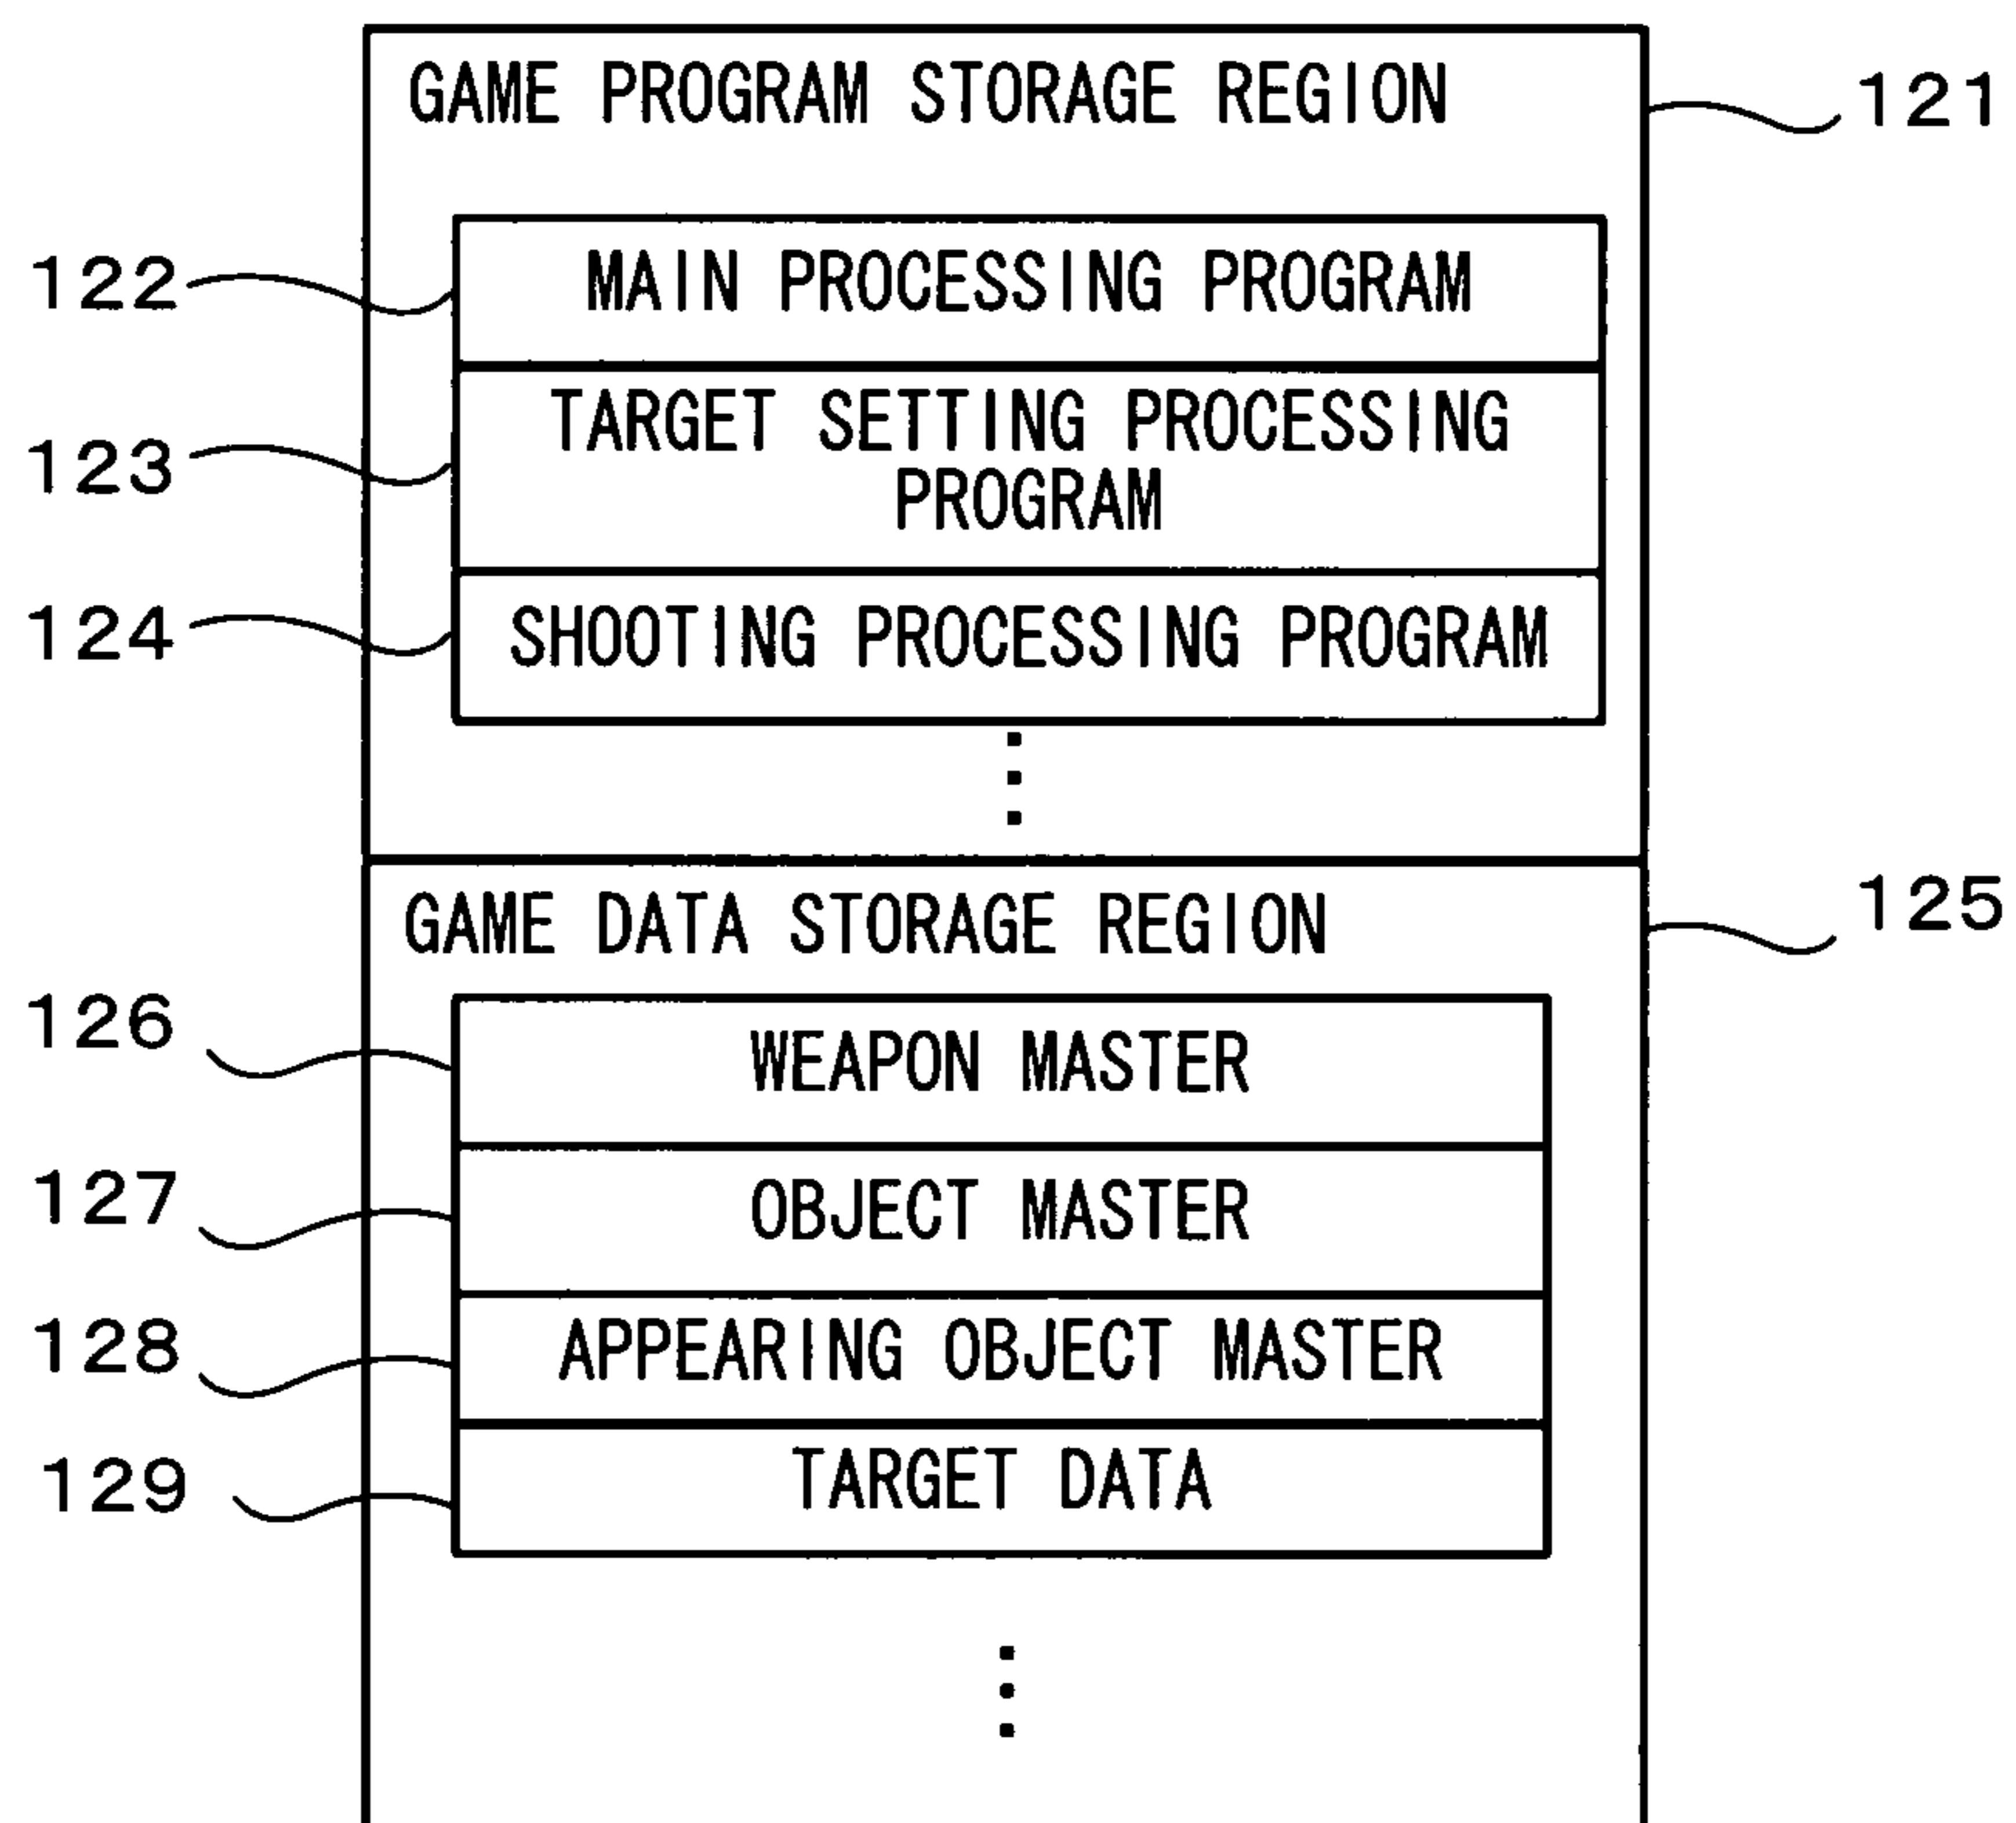 GAME PROGRAM STORAGE REGION
121
122
MAIN PROCESSING PROGRAM
123
TARGET SETTING PROCESSING
PROGRAM
124
SHOOTING PROCESSING PROGRAM
GAME DATA STORAGE REGION
125
126
WEAPON MASTER
127
OBJECT MASTER
128
APPEARING OBJECT MASTER
129
TARGET DATA